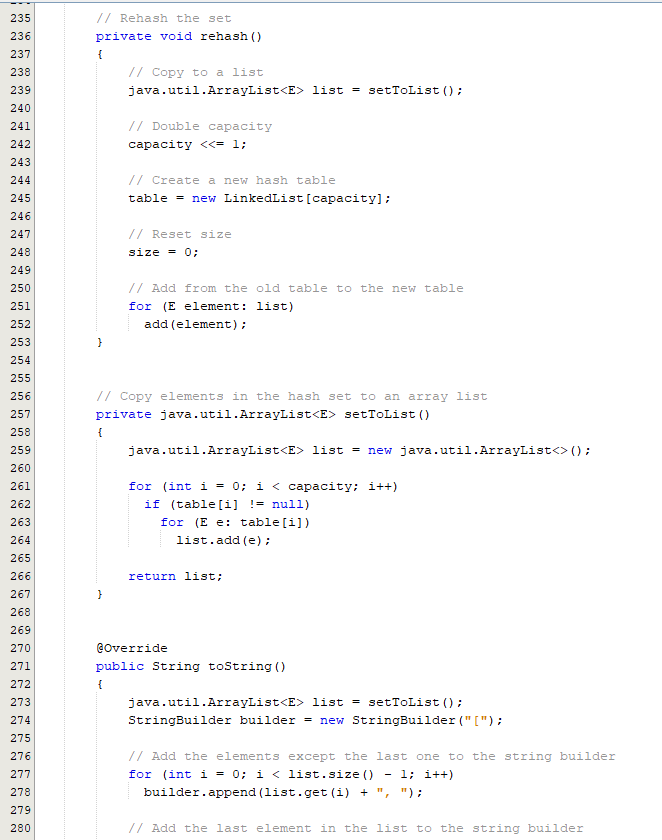 235 // Rehash the set
236 private void rehash()
237 {
238 // Copy to a list
239 java.util.ArrayList<E> list = setToList();
240
241 // Double capacity
242 capacity <<= 1;
243
244 // Create a new hash table
245 table = new LinkedList[capacity];
246
247 // Reset size
248 size = 0;
249
250 // Add from the old table to the new table
251 for (E element: list)
252 add(element);
253 }
254
255
256 // Copy elements in the hash set to an array list
257 private java.util.ArrayList<E> setToList()
258 {
259 java.util.ArrayList<E> list = new java.util.ArrayList<>();
260
261 for (int i = 0; i < capacity; i++)
262 if (table[i] != null)
263 for (E e: table[i])
264 list.add(e);
265
266 return list;
267 }
268
269
270 @Override
271 public String toString()
272 {
273 java.util.ArrayList<E> list = setToList();
274 StringBuilder builder = new StringBuilder("[");
275
276 // Add the elements except the last one to the string builder
277 for (int i = 0; i < list.size() - 1; i++)
278 builder.append(list.get(i) + ", ");
279
280 // Add the last element in the list to the string builder